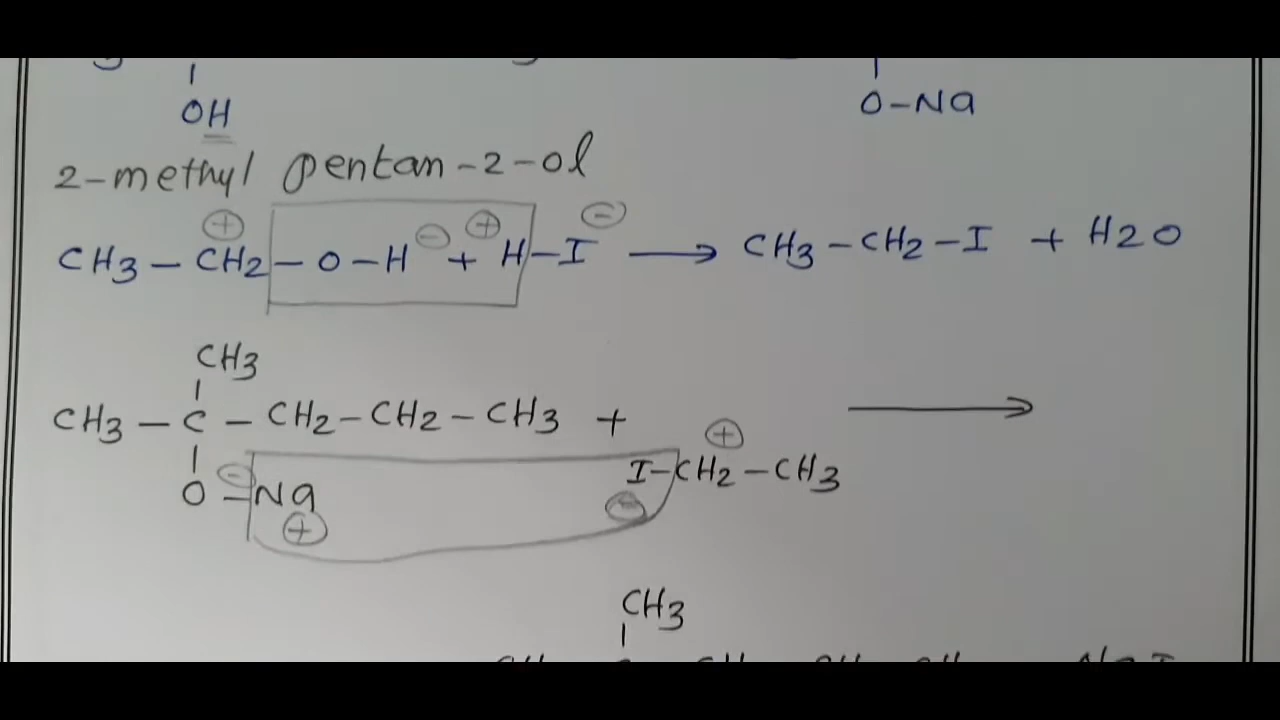 OH
O-Na
2-methyl pentan-2-ol
⊕ ⊖ ⊕ ⊖
CH3 - CH2 - O - H + H - I ⟶ CH3 - CH2 - I + H2O
CH3
CH3 - C - CH2 - CH2 - CH3 + ⟶
⊕
I - CH2 - CH3
⊖
O - Na
⊕ ⊖
CH3